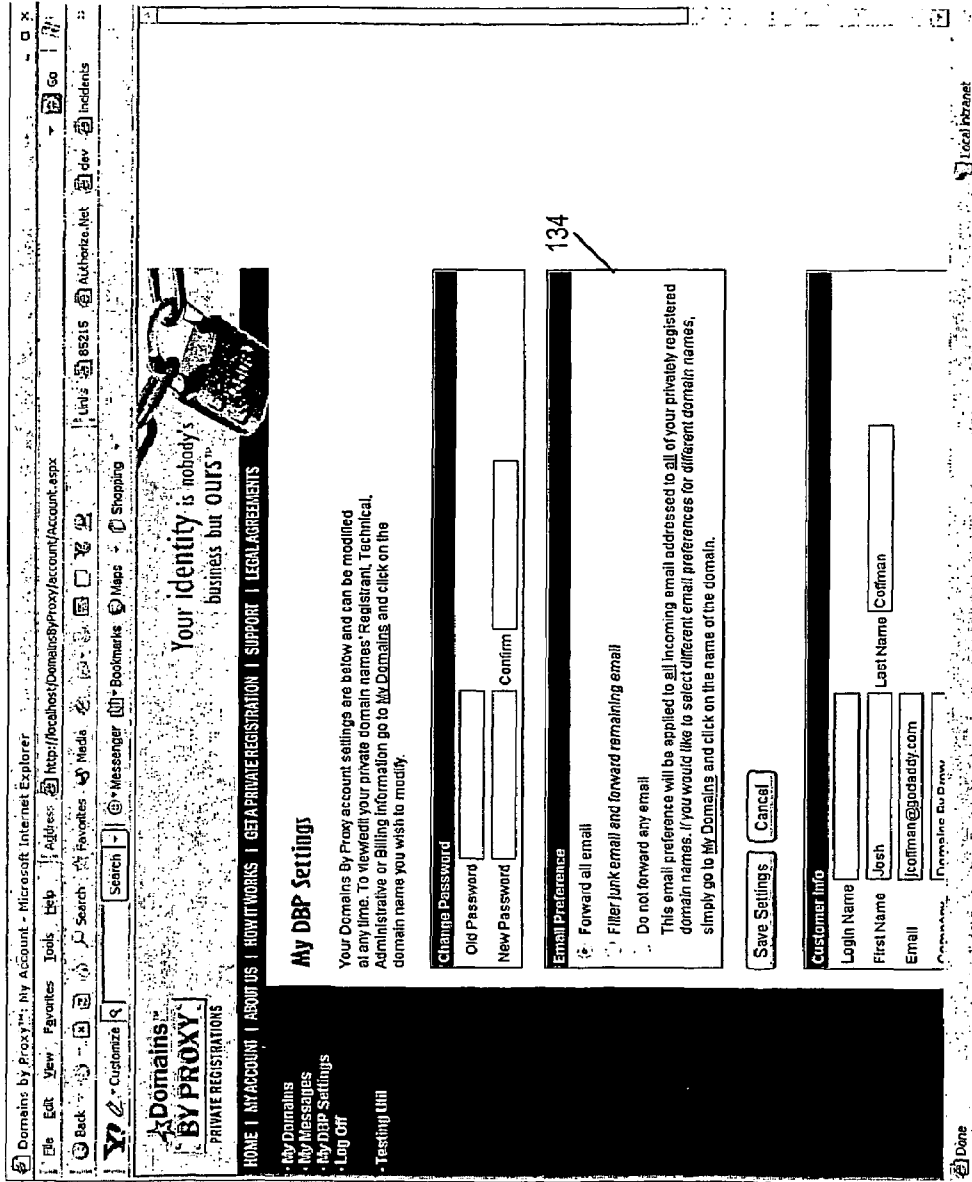 Domains by Proxy™: My Account - Microsoft Internet Explorer
File Edit View Favorites Tools Help Address http://localhost/DomainsByProxy/account/Account.aspx Go
Back Search Favorites Media Links 85215 Authorize.Net dev Incidents
Y! Customize Search Messenger Bookmarks Maps Shopping
Domains™
BY PROXY
PRIVATE REGISTRATIONS
Your identity is nobody's
business but ours™
HOME | MY ACCOUNT | ABOUT US | HOW IT WORKS | GET A PRIVATE REGISTRATION | SUPPORT | LEGAL AGREEMENTS
· My Domains
· My Messages
· My DBP Settings
· Log Off
· Testing Util
My DBP Settings
Your Domains By Proxy account settings are below and can be modified
at any time. To view/edit your private domain names' Registrant, Technical,
Administrative or Billing information go to My Domains and click on the
domain name you wish to modify.
Change Password
Old Password
New Password Confirm
Email Preference
134
Forward all email
Filter junk email and forward remaining email
Do not forward any email
This email preference will be applied to all incoming email addressed to all of your privately registered
domain names. If you would like to select different email preferences for different domain names,
simply go to My Domains and click on the name of the domain.
Save Settings Cancel
Customer Info
Login Name
First Name Josh Last Name Coffman
Email jcoffman@godaddy.com
Company Domains By Proxy
Done Local intranet